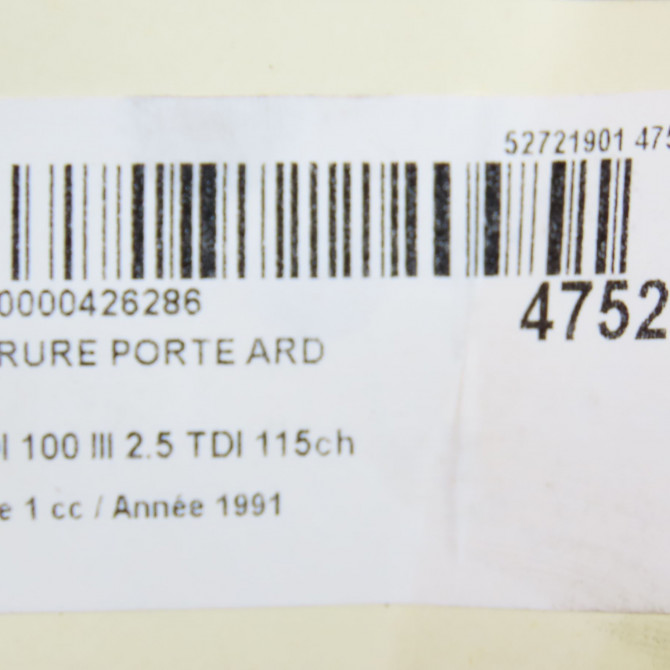 52721901 475
0000426286
4752
RURE PORTE ARD
I 100 III 2.5 TDI 115ch
e 1 cc / Année 1991